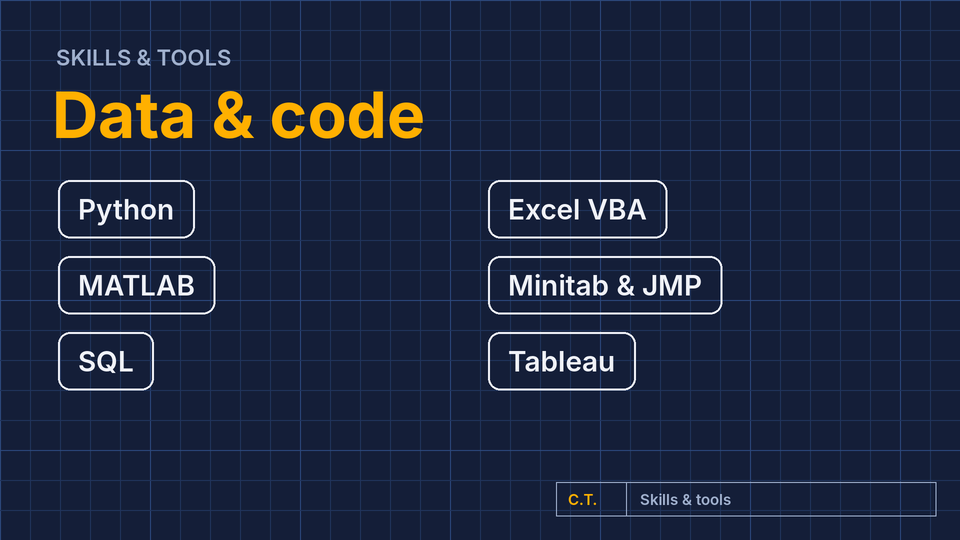 SKILLS & TOOLS
Data & code
Python
Excel VBA
MATLAB
Minitab & JMP
SQL
Tableau
C.T.
Skills & tools